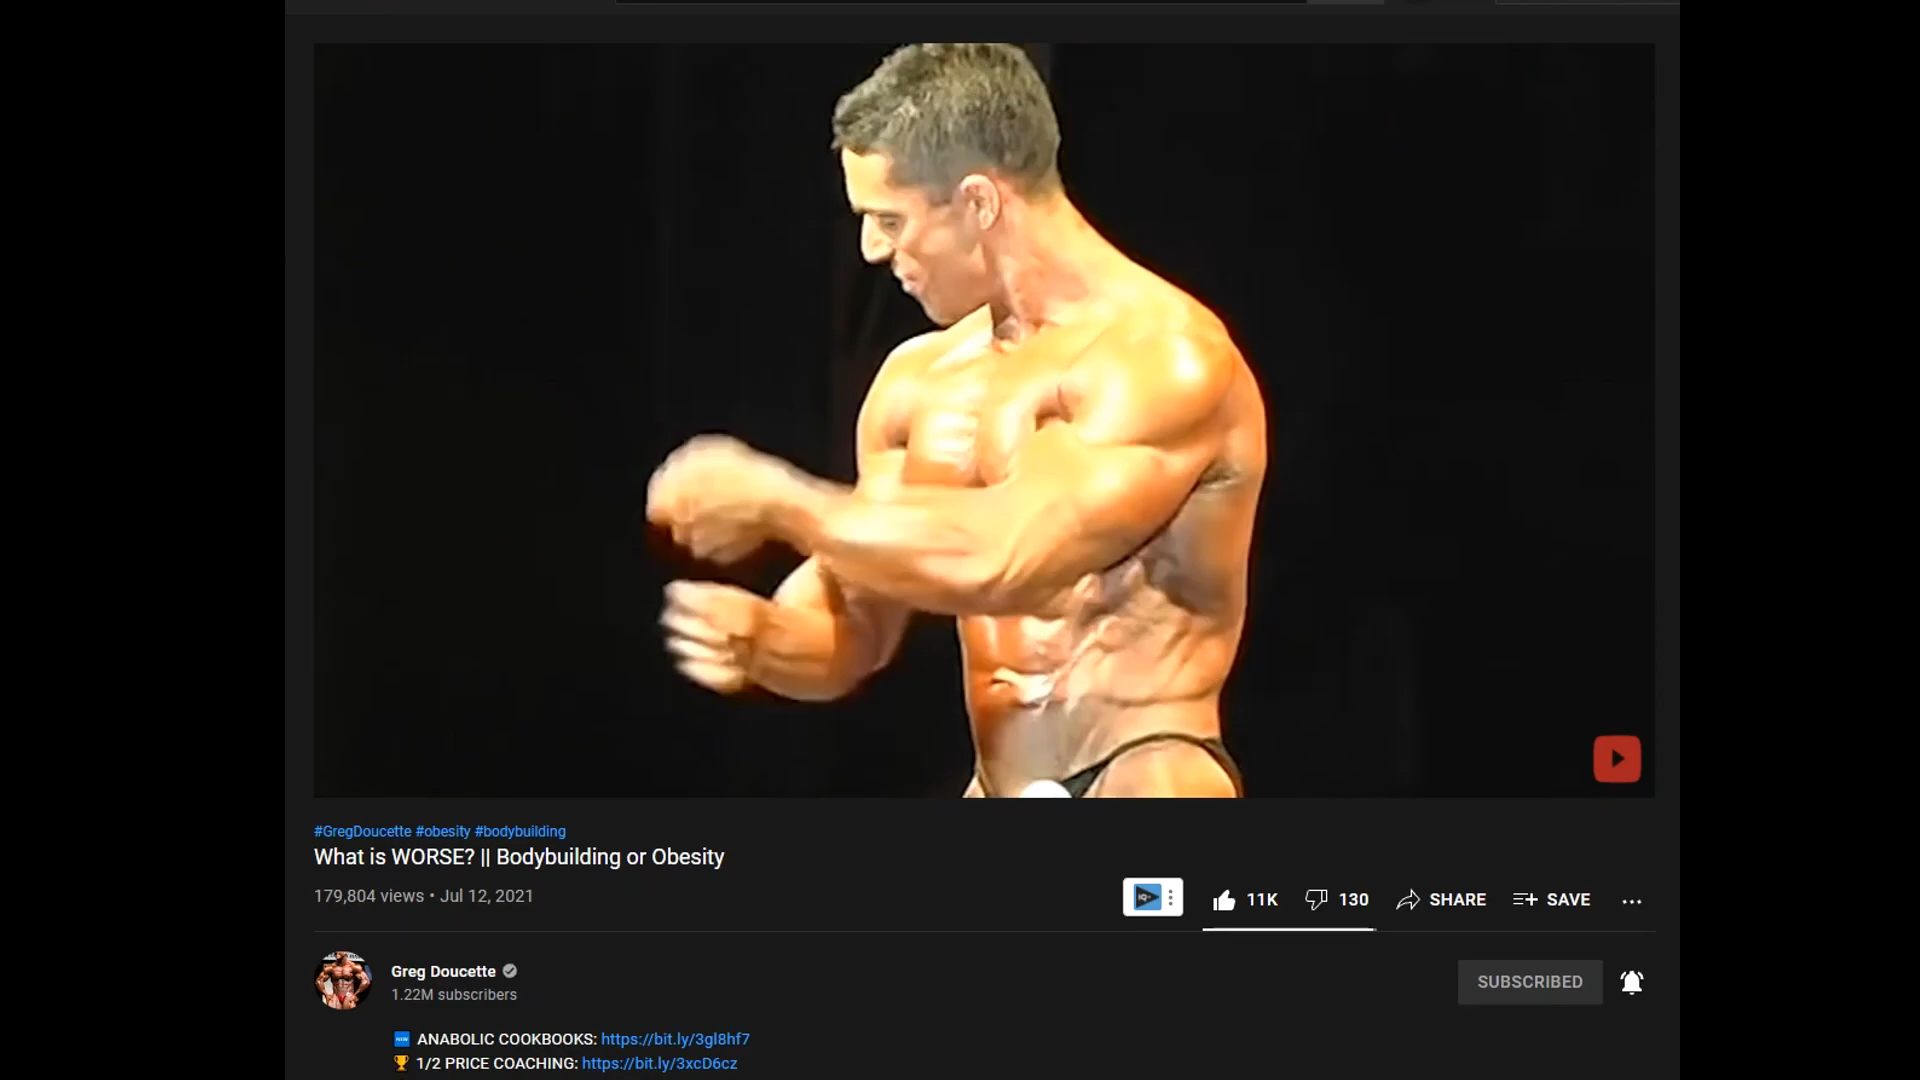 #GregDoucette #obesity #bodybuilding
What is WORSE? || Bodybuilding or Obesity
179,804 views • Jul 12, 2021
11K 130 SHARE SAVE
Greg Doucette
1.22M subscribers
SUBSCRIBED
ANABOLIC COOKBOOKS: https://bit.ly/3gl8hf7
1/2 PRICE COACHING: https://bit.ly/3xcD6cz